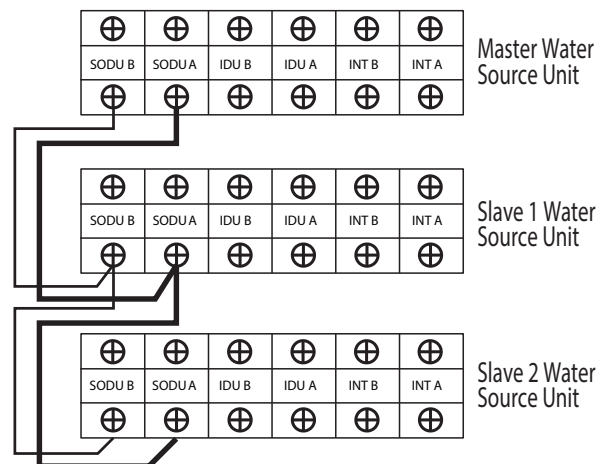 SODU B SODU A IDU B IDU A INT B INT A
Master Water
Source Unit
SODU B SODU A IDU B IDU A INT B INT A
Slave 1 Water
Source Unit
SODU B SODU A IDU B IDU A INT B INT A
Slave 2 Water
Source Unit